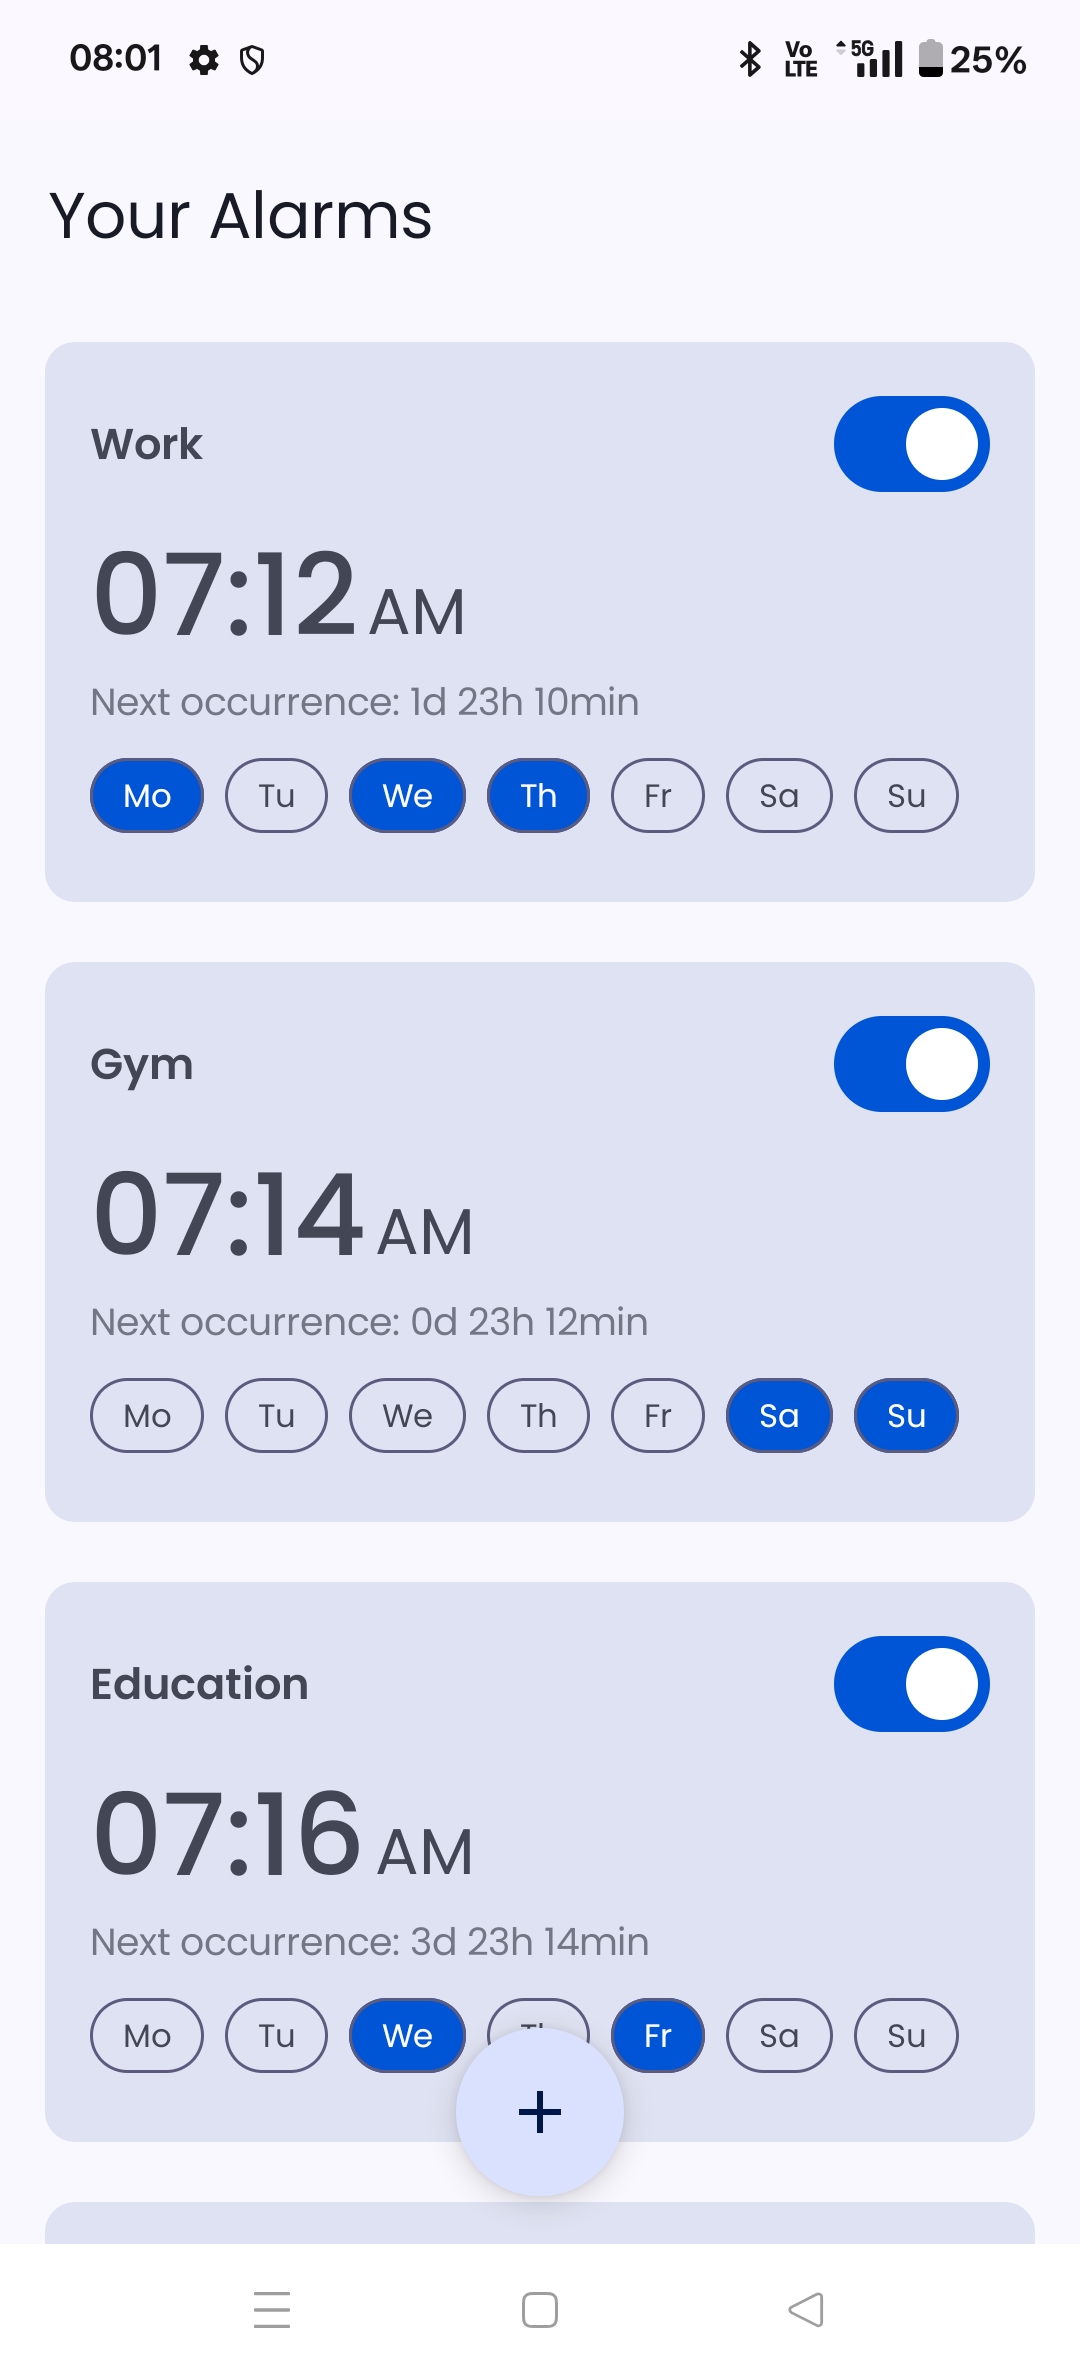 08:01 Vo LTE 5G 25%
Your Alarms
Work
07:12 AM
Next occurrence: 1d 23h 10min
Mo Tu We Th Fr Sa Su
Gym
07:14 AM
Next occurrence: 0d 23h 12min
Mo Tu We Th Fr Sa Su
Education
07:16 AM
Next occurrence: 3d 23h 14min
Mo Tu We Fr Sa Su
+